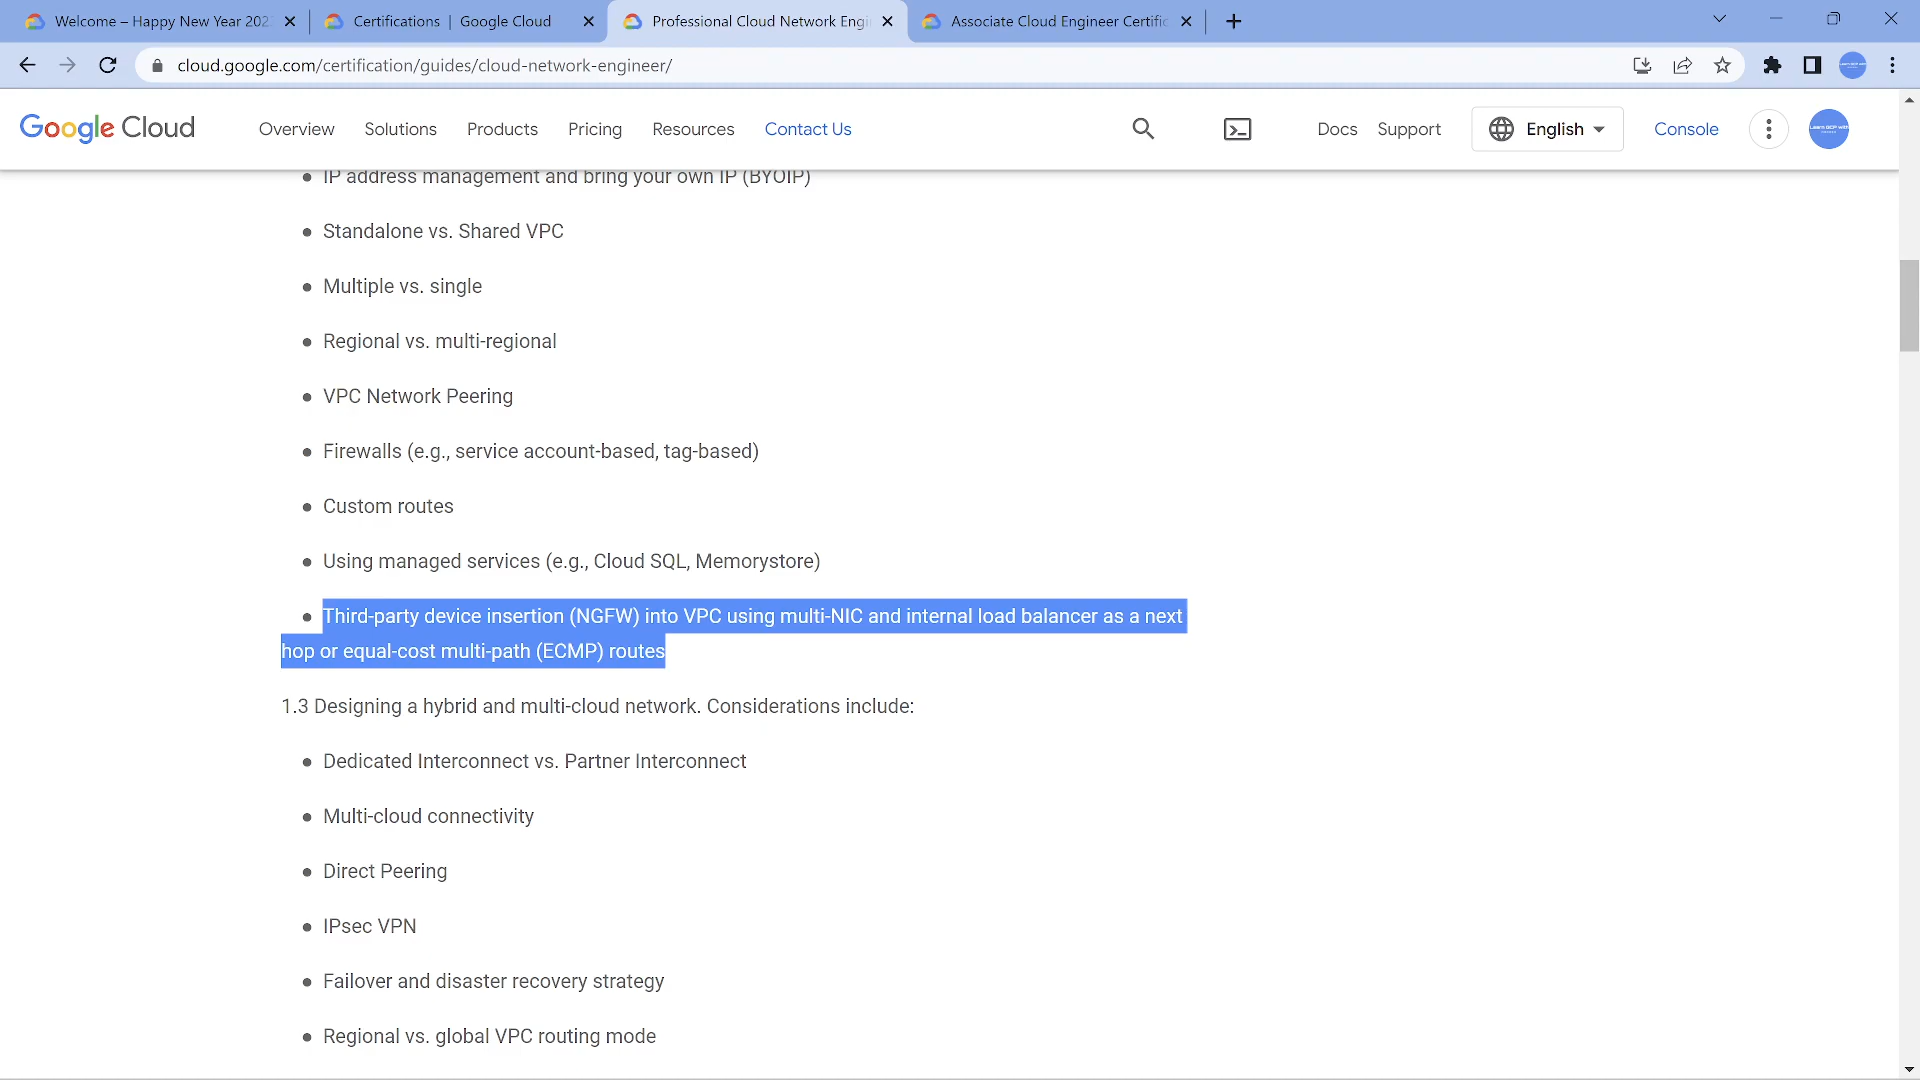 Welcome – Happy New Year 202
Certifications | Google Cloud
Professional Cloud Network Engi
Associate Cloud Engineer Certific
cloud.google.com/certification/guides/cloud-network-engineer/
Google Cloud
Overview
Solutions
Products
Pricing
Resources
Contact Us
Docs
Support
English
Console
• IP address management and bring your own IP (BYOIP)
• Standalone vs. Shared VPC
• Multiple vs. single
• Regional vs. multi-regional
• VPC Network Peering
• Firewalls (e.g., service account-based, tag-based)
• Custom routes
• Using managed services (e.g., Cloud SQL, Memorystore)
• Third-party device insertion (NGFW) into VPC using multi-NIC and internal load balancer as a next
hop or equal-cost multi-path (ECMP) routes
1.3 Designing a hybrid and multi-cloud network. Considerations include:
• Dedicated Interconnect vs. Partner Interconnect
• Multi-cloud connectivity
• Direct Peering
• IPsec VPN
• Failover and disaster recovery strategy
• Regional vs. global VPC routing mode